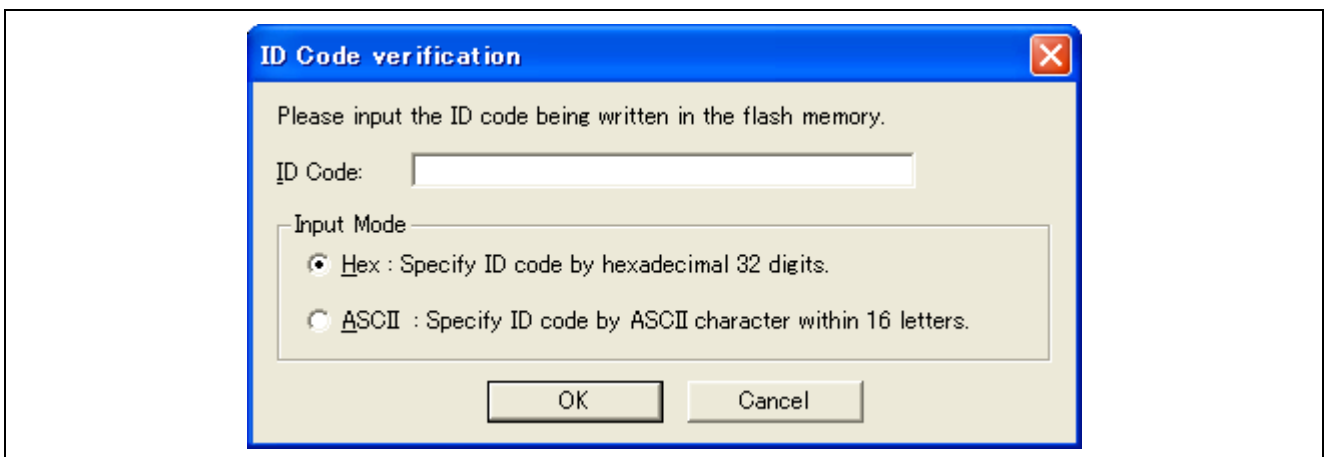 ID Code verification
Please input the ID code being written in the flash memory.
ID Code:
Input Mode
Hex : Specify ID code by hexadecimal 32 digits.
ASCII : Specify ID code by ASCII character within 16 letters.
OK Cancel